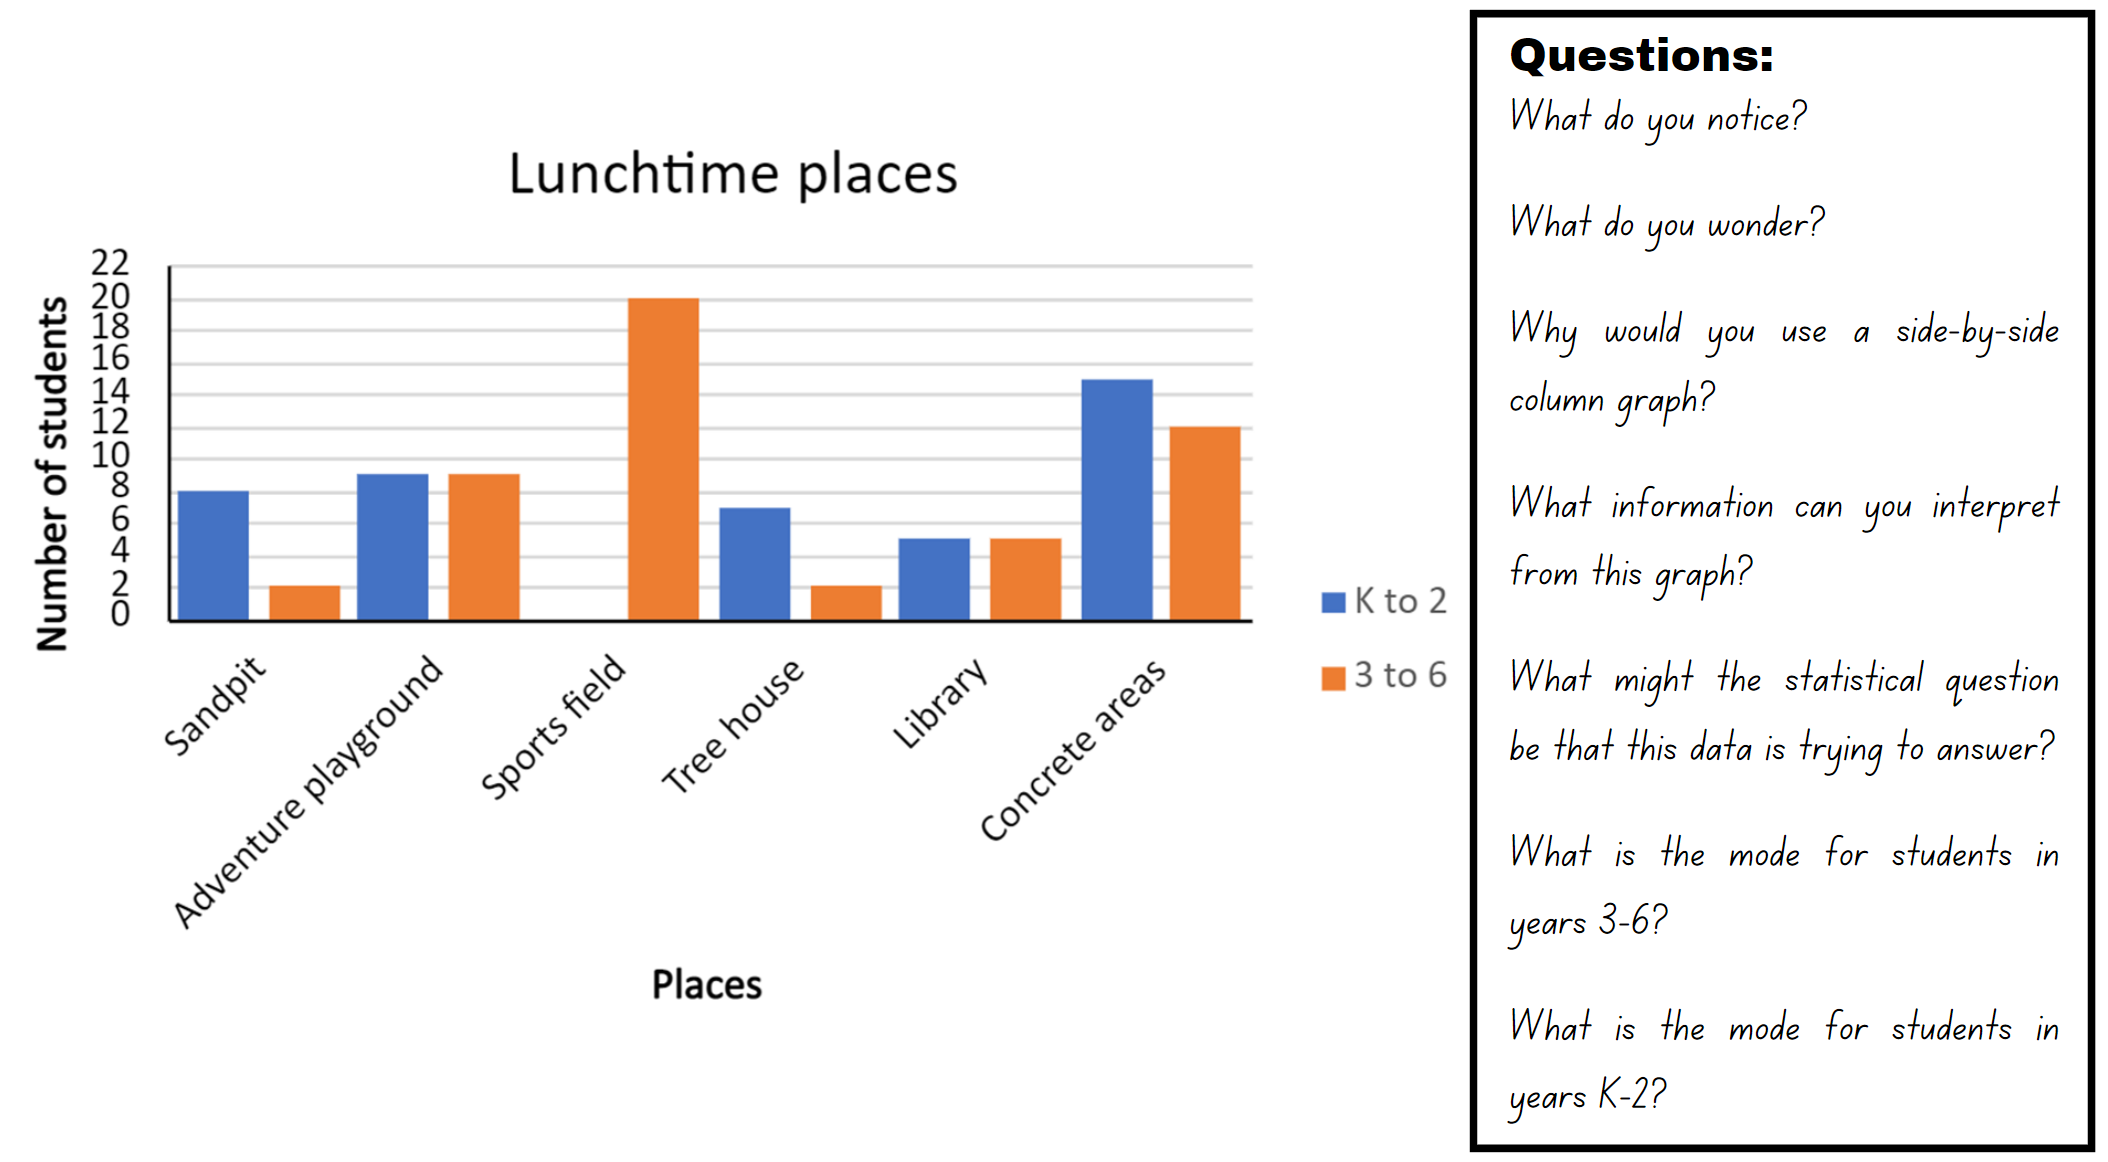 Lunchtime places
Number of students
22
20
18
16
14
12
10
8
6
4
2
0
Sandpit
Adventure playground
Sports field
Tree house
Library
Concrete areas
Places
K to 2
3 to 6
Questions:
What do you notice?
What do you wonder?
Why would you use a side-by-side
column graph?
What information can you interpret
from this graph?
What might the statistical question
be that this data is trying to answer?
What is the mode for students in
years 3-6?
What is the mode for students in
years K-2?